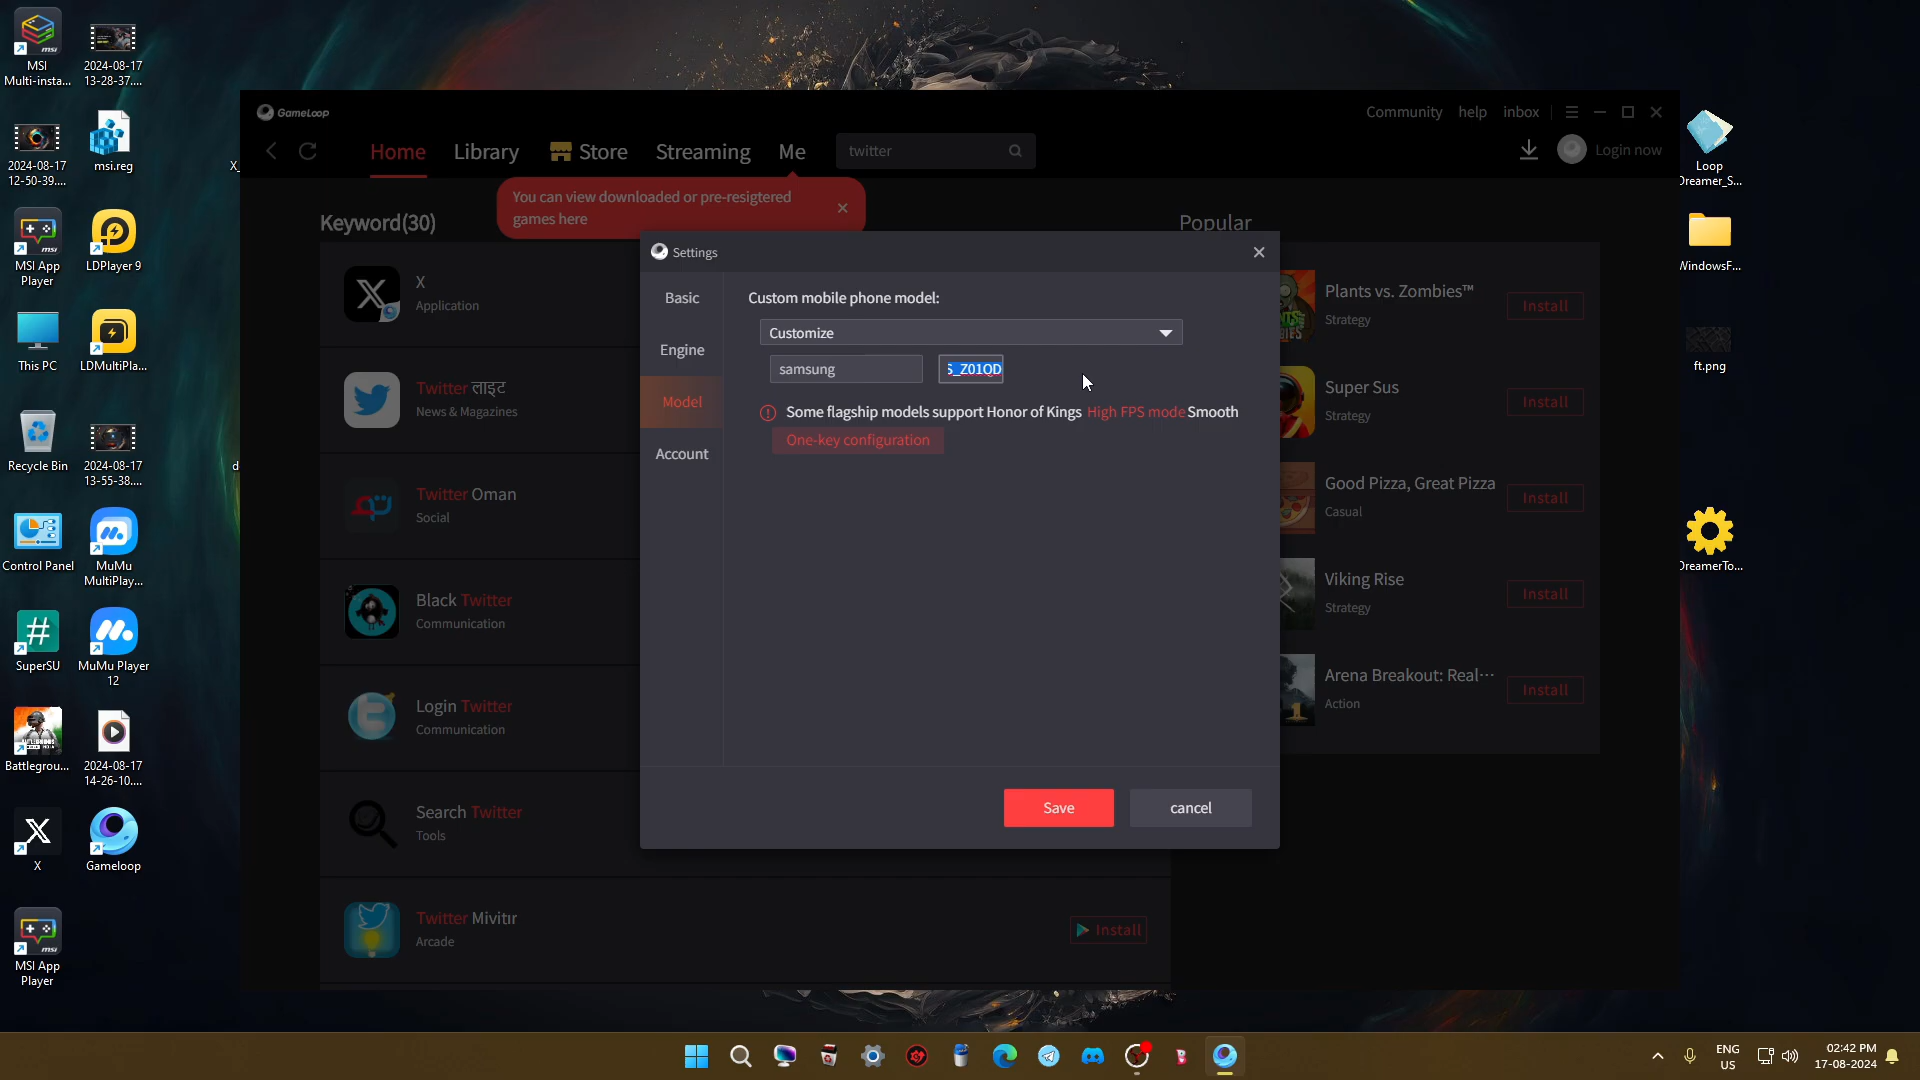 MSI
Multi-insta...
2024-08-17
13-28-37....
2024-08-17
12-50-39....
msi.reg
MSI App
Player
LDPlayer 9
This PC
LDMultiPla...
Recycle Bin
2024-08-17
13-55-38....
Control Panel
MuMu
MultiPlay...
SuperSU
MuMu Player
12
Battlegrou...
2024-08-17
14-26-10....
X
Gameloop
MSI App
Player
X_
d
GameLoop
Community
help
inbox
Home
Library
Store
Streaming
Me
twitter
Login now
You can view downloaded or pre-resigtered
games here
Keyword(30)
Popular
X
Application
Twitter लाइट
News & Magazines
Twitter Oman
Social
Black Twitter
Communication
Login Twitter
Communication
Search Twitter
Tools
Twitter Mivitır
Arcade
Install
Settings
Basic
Engine
Model
Account
Custom mobile phone model:
Customize
samsung
S_Z01QD
Some flagship models support Honor of Kings High FPS mode Smooth
One-key configuration
Save
cancel
Plants vs. Zombies™
Strategy
Install
Super Sus
Strategy
Install
Good Pizza, Great Pizza
Casual
Install
Viking Rise
Strategy
Install
Arena Breakout: Real···
Action
Install
Loop
Dreamer_S...
WindowsF...
ft.png
DreamerTo...
ENG
US
02:42 PM
17-08-2024